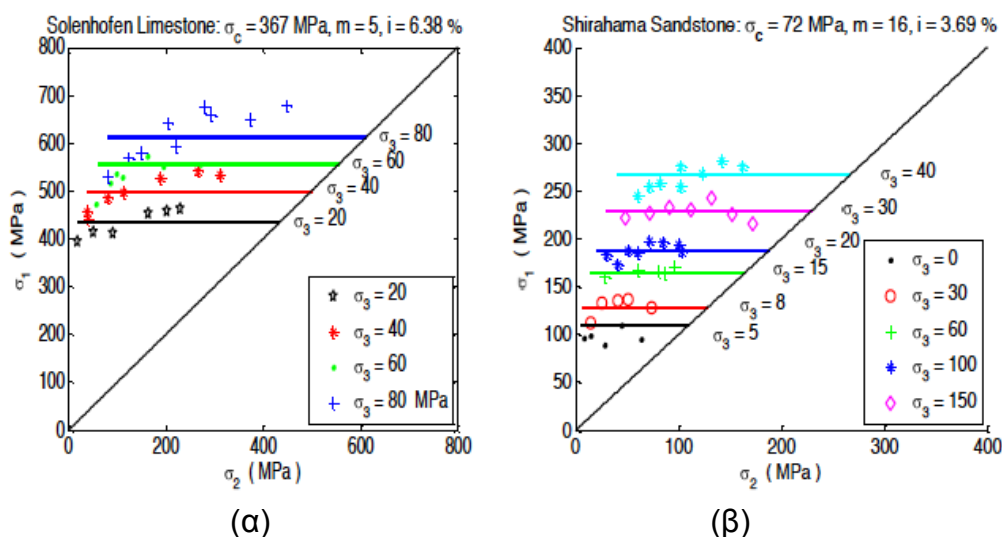 Solenhofen Limestone: σc = 367 MPa, m = 5, i = 6.38 %
800
700
600
500
400
300
200
100
0
σ1 ( MPa)
0
200
400
600
800
σ2 ( MPa)
σ3 = 80
σ3 = 60
σ3 = 40
σ3 = 20
σ3 = 20
σ3 = 40
σ3 = 60
σ3 = 80 MPa
(α)
Shirahama Sandstone: σc = 72 MPa, m = 16, i = 3.69 %
400
350
300
250
200
150
100
50
0
σ1 ( MPa)
0
100
200
300
400
σ2 ( MPa)
σ3 = 40
σ3 = 30
σ3 = 20
σ3 = 15
σ3 = 8
σ3 = 5
σ3 = 0
σ3 = 30
σ3 = 60
σ3 = 100
σ3 = 150
(β)